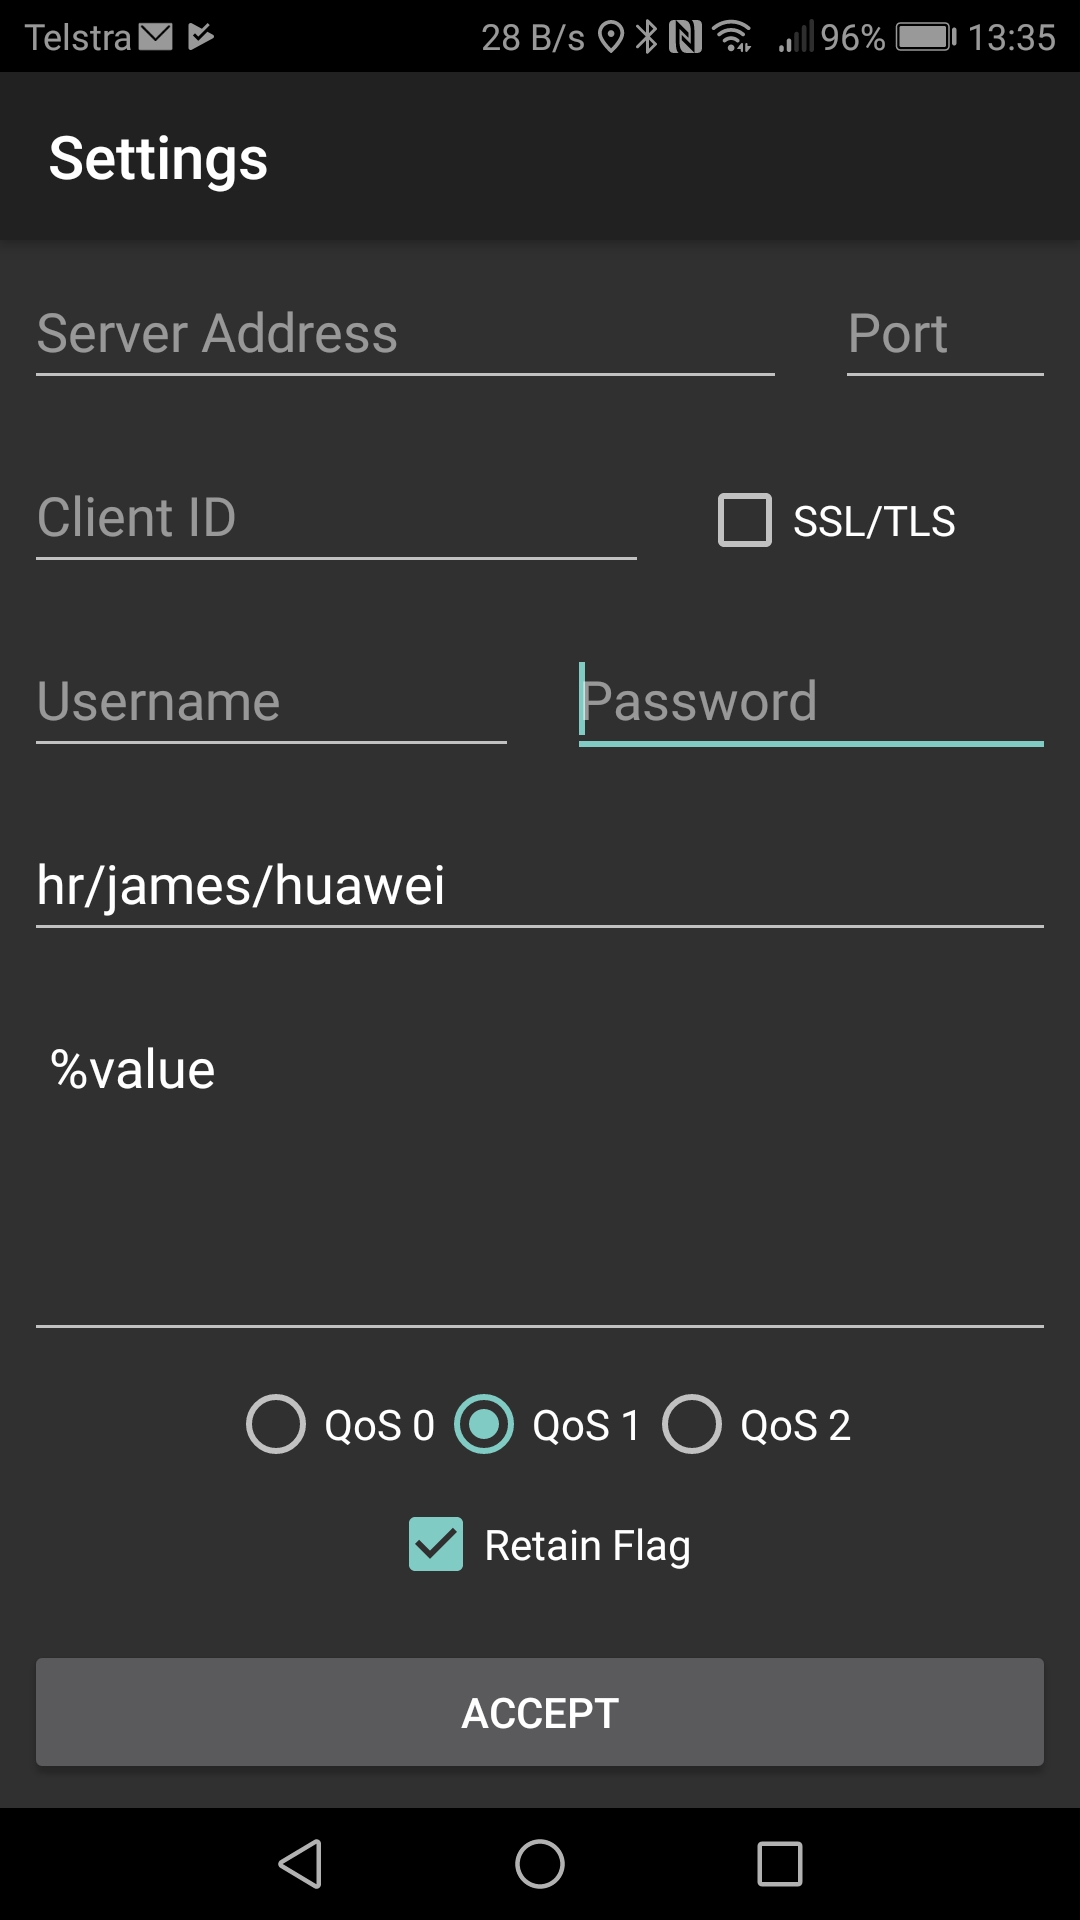 Telstra 28 B/s 96% 13:35
Settings
Server Address Port
Client ID SSL/TLS
Username Password
hr/james/huawei
%value
QoS 0 QoS 1 QoS 2
Retain Flag
ACCEPT